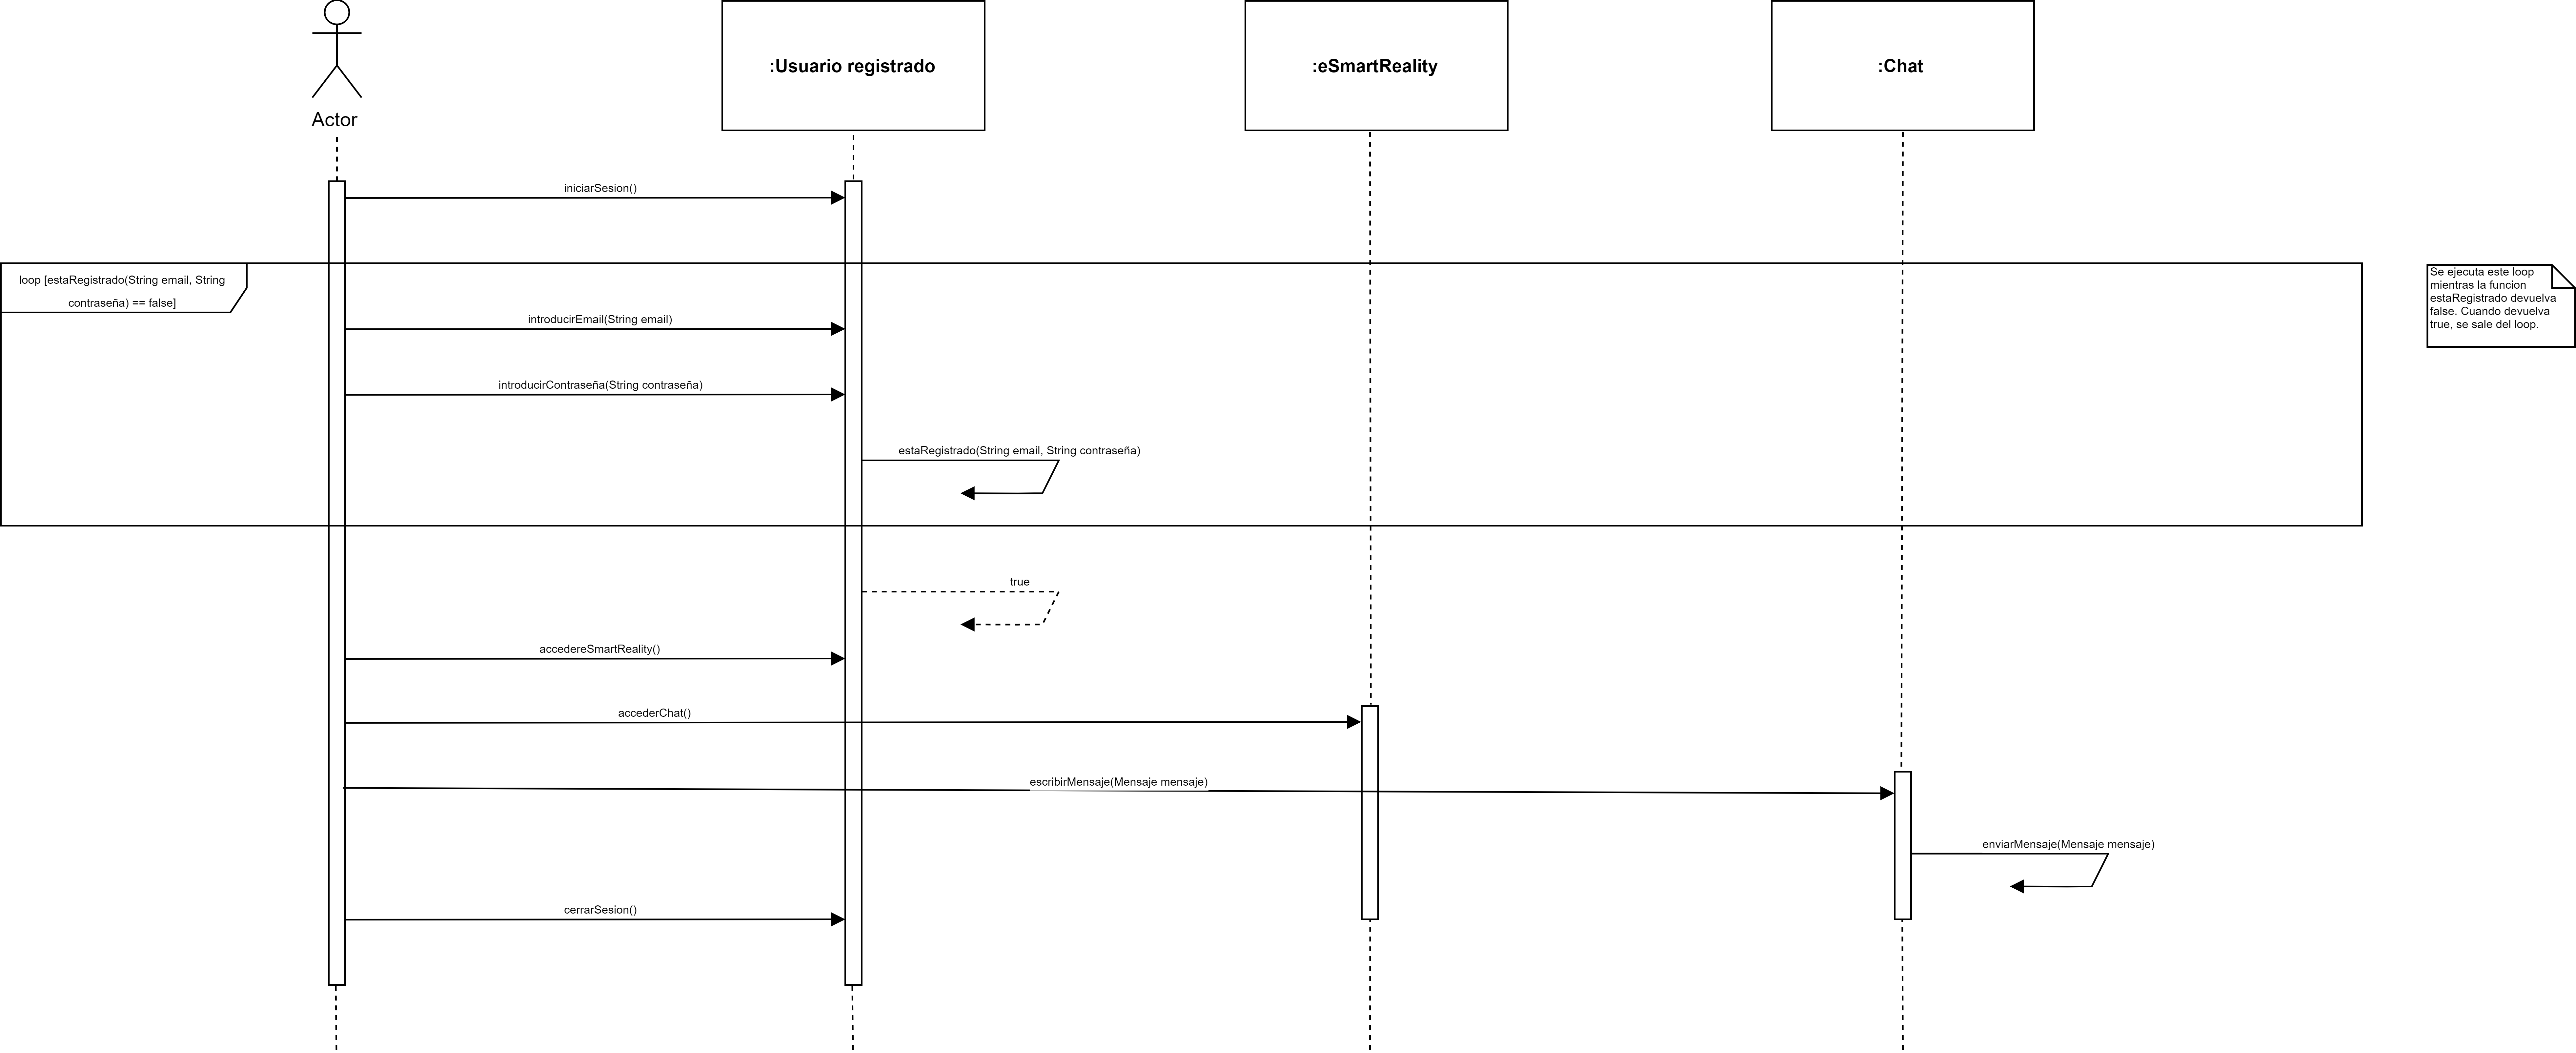 Actor
:Usuario registrado
:eSmartReality
:Chat
iniciarSesion()
loop [estaRegistrado(String email, String
contraseña) == false]
Se ejecuta este loop
mientras la funcion
estaRegistrado devuelva
false. Cuando devuelva
true, se sale del loop.
introducirEmail(String email)
introducirContraseña(String contraseña)
estaRegistrado(String email, String contraseña)
true
accedereSmartReality()
accederChat()
escribirMensaje(Mensaje mensaje)
enviarMensaje(Mensaje mensaje)
cerrarSesion()